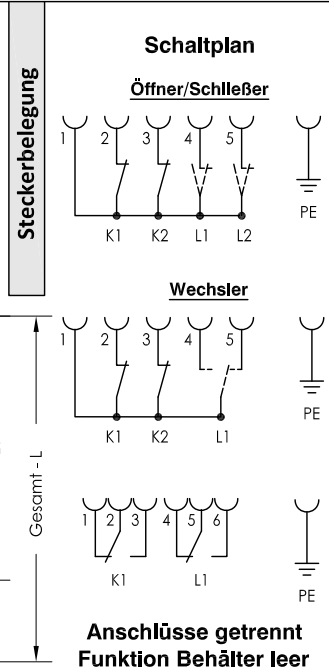 Steckerbelegung
Schaltplan
Öffner/Schließer
1 2 3 4 5
K1 K2 L1 L2 PE
Wechsler
1 2 3 4 5
K1 K2 L1 PE
Gesamt - L
1 2 3 4 5 6
K1 L1 PE
Anschlüsse getrennt
Funktion Behälter leer